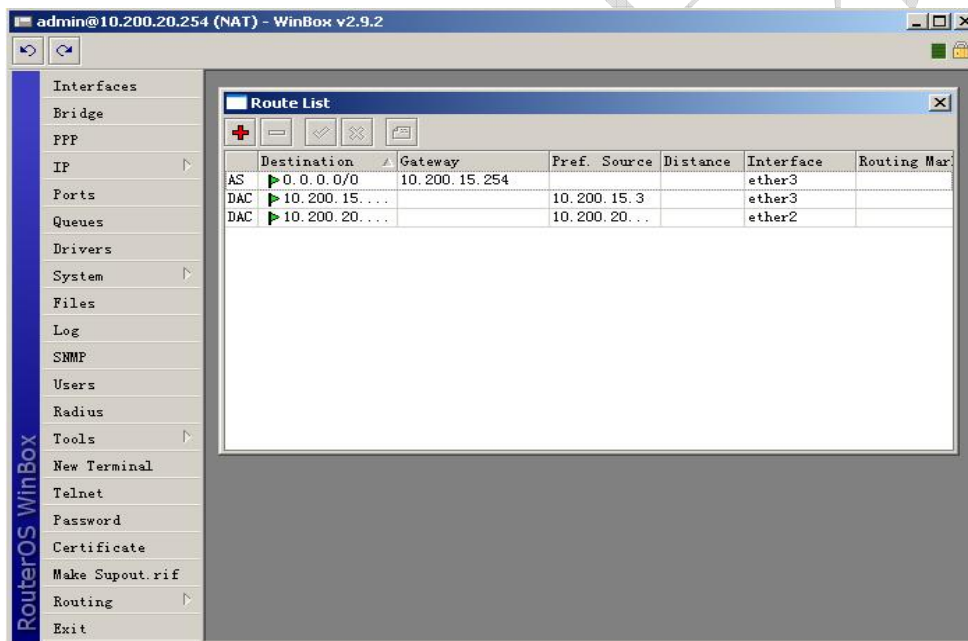 admin@10.200.20.254 (NAT) - WinBox v2.9.2
Interfaces
Bridge
PPP
IP
Ports
Queues
Drivers
System
Files
Log
SNMP
Users
Radius
Tools
New Terminal
Telnet
Password
Certificate
Make Supout.rif
Routing
Exit
RouterOS WinBox
Route List
Destination Gateway Pref. Source Distance Interface Routing Mar
AS 0.0.0.0/0 10.200.15.254 ether3
DAC 10.200.15.... 10.200.15.3 ether3
DAC 10.200.20.... 10.200.20... ether2